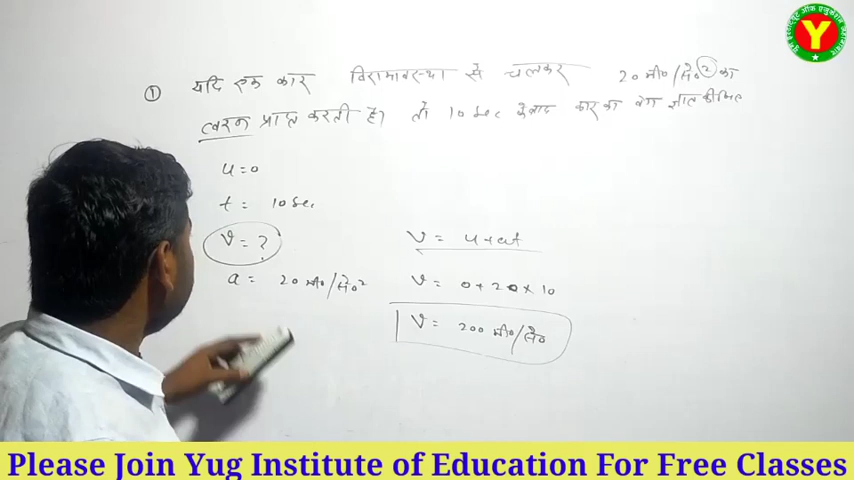 ① यदि एक कार विरामावस्था से चलकर 20 मी०/से०² का
त्वरण प्राप्त करती है। तो 10 Sec के बाद कार का वेग ज्ञात कीजिए
u = 0
t = 10 Sec
v = ?
a = 20 मी०/से०²
v = u + at
v = 0 + 20 × 10
v = 200 मी०/से०
Y
Please Join Yug Institute of Education For Free Classes